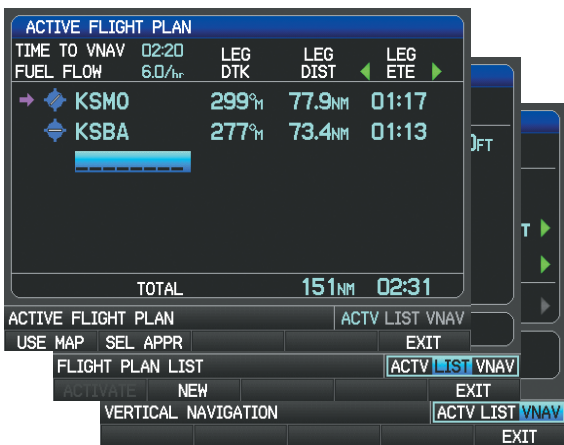 ACTIVE FLIGHT PLAN
TIME TO VNAV 02:20 LEG LEG LEG
FUEL FLOW 6.0/hr DTK DIST ETE
KSMO 299°M 77.9NM 01:17
KSBA 277°M 73.4NM 01:13
FT
T
TOTAL 151NM 02:31
ACTIVE FLIGHT PLAN ACTV LIST VNAV
USE MAP SEL APPR EXIT
FLIGHT PLAN LIST ACTV LIST VNAV
ACTIVATE NEW EXIT
VERTICAL NAVIGATION ACTV LIST VNAV
EXIT